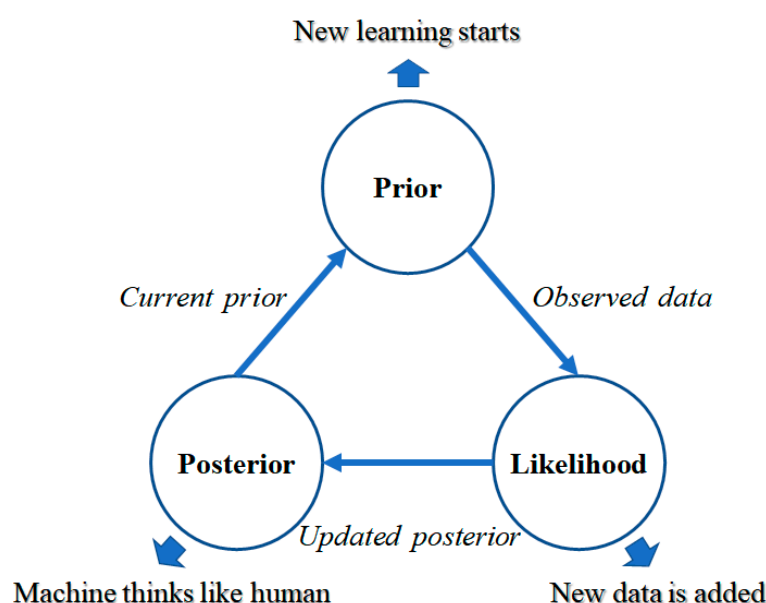 New learning starts
Prior
Current prior
Observed data
Posterior
Likelihood
Updated posterior
Machine thinks like human
New data is added